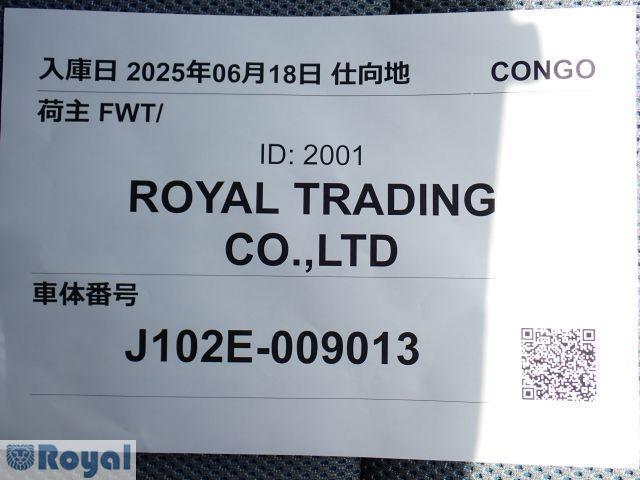 入庫日 2025年06月18日 仕向地 CONGO
荷主 FWT/
ID: 2001
ROYAL TRADING
CO.,LTD
車体番号
J102E-009013
Royal